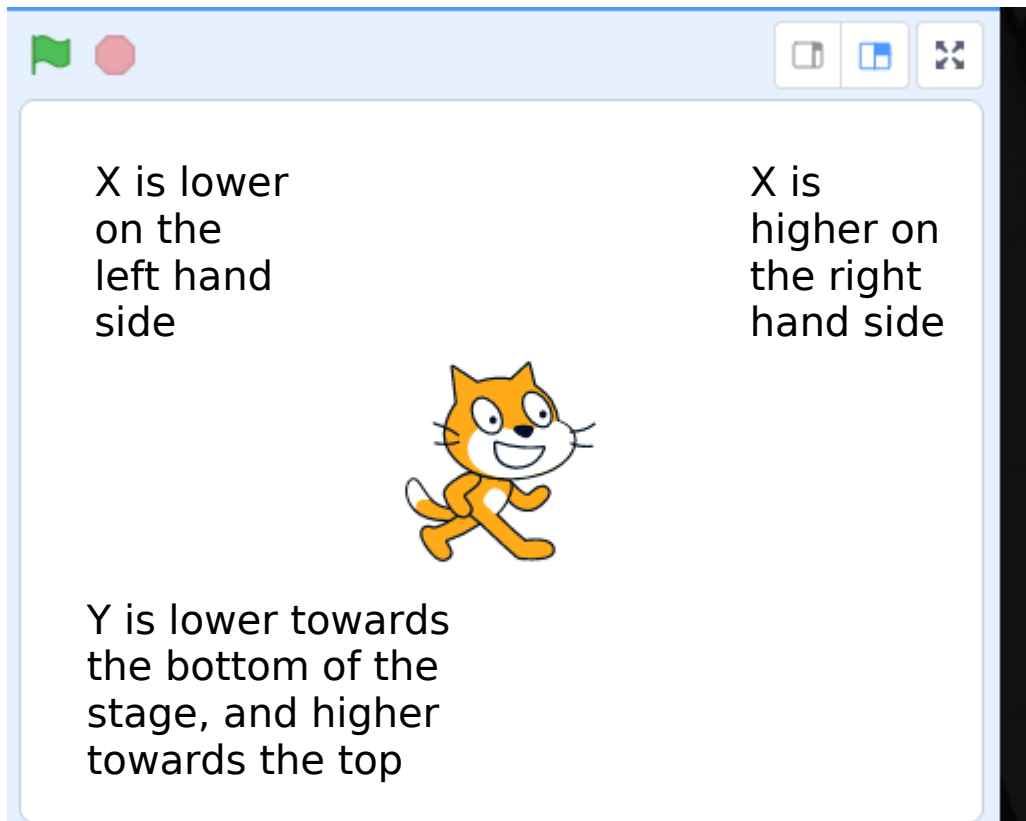 X is lower
on the
left hand
side
X is
higher on
the right
hand side
Y is lower towards
the bottom of the
stage, and higher
towards the top